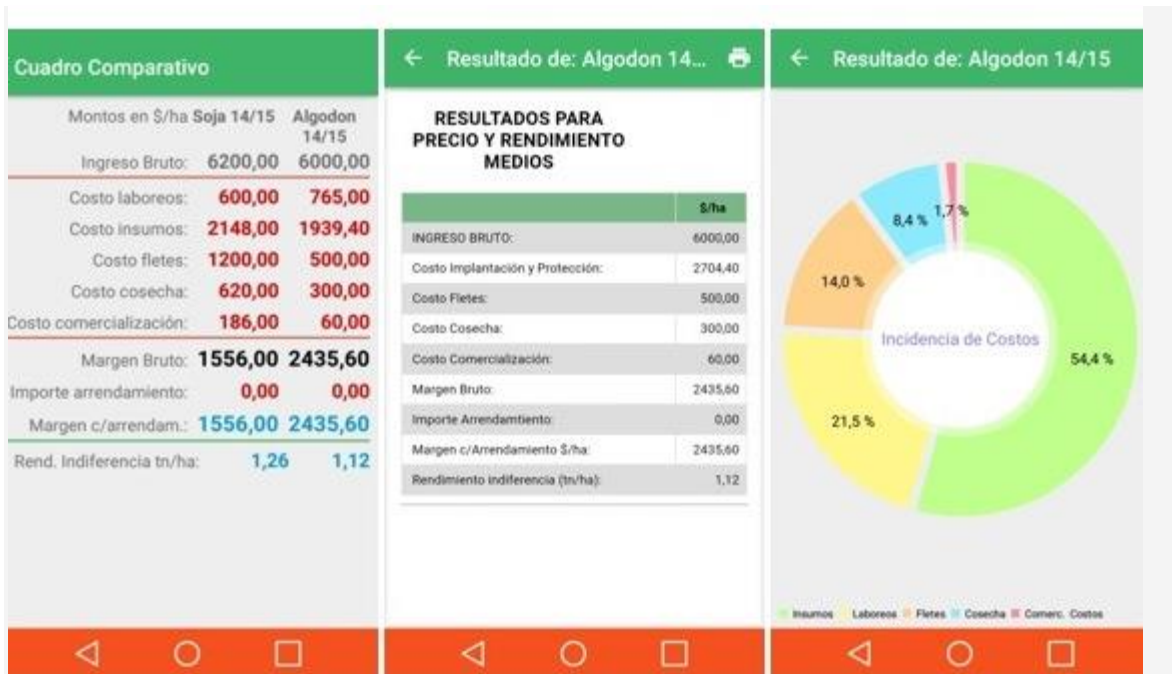 Cuadro Comparativo
Montos en $/ha Soja 14/15 Algodon 14/15
Ingreso Bruto: 6200,00 6000,00
Costo laboreos: 600,00 765,00
Costo insumos: 2148,00 1939,40
Costo fletes: 1200,00 500,00
Costo cosecha: 620,00 300,00
Costo comercialización: 186,00 60,00
Margen Bruto: 1556,00 2435,60
Importe arrendamiento: 0,00 0,00
Margen c/arrendam.: 1556,00 2435,60
Rend. Indiferencia tn/ha: 1,26 1,12
Resultado de: Algodon 14...
RESULTADOS PARA
PRECIO Y RENDIMIENTO
MEDIOS
$/ha
INGRESO BRUTO: 6000,00
Costo Implantación y Protección: 2704,40
Costo Fletes: 500,00
Costo Cosecha: 300,00
Costo Comercialización: 60,00
Margen Bruto: 2435,60
Importe Arrendamtiento: 0,00
Margen c/Arrendamiento $/ha: 2435,60
Rendimiento indiferencia (tn/ha): 1,12
Resultado de: Algodon 14/15
8,4 % 1,7 %
14,0 %
Incidencia de Costos
54,4 %
21,5 %
Insumos Laboreos Fletes Cosecha Comerc. Costos